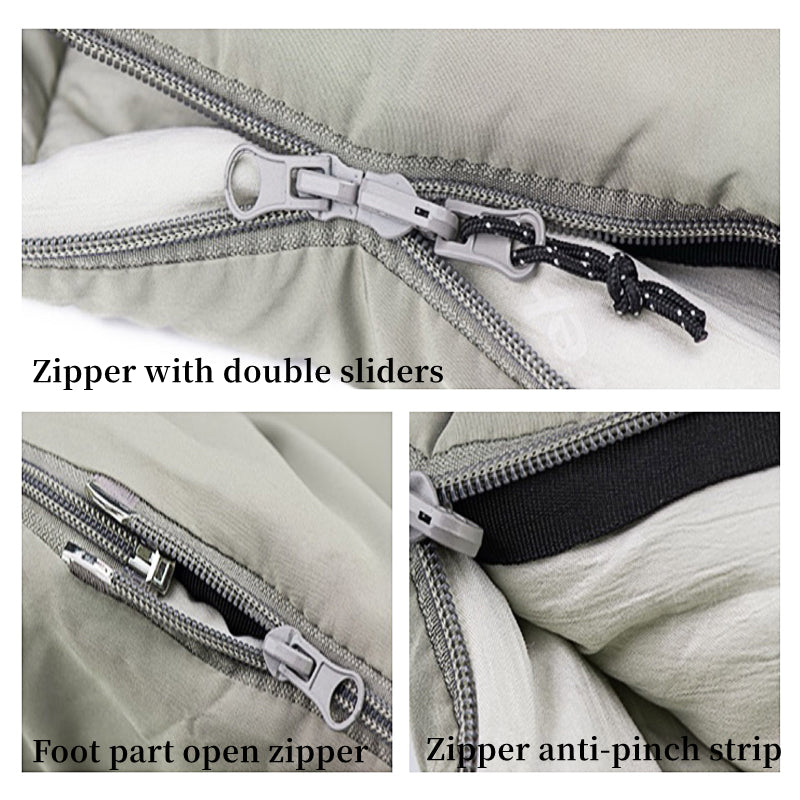 Zipper with double sliders
Foot part open zipper
Zipper anti-pinch strip